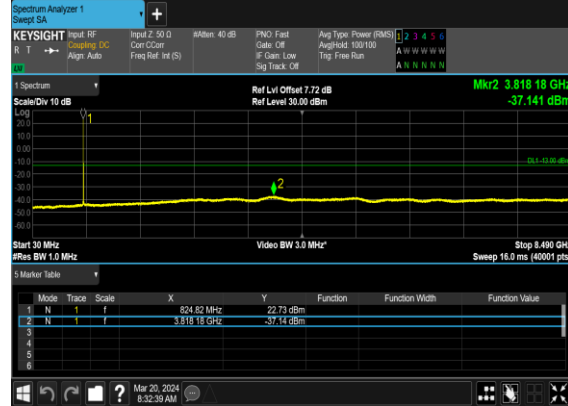 Spectrum Analyzer 1
Swept SA
+
KEYSIGHT Input: RF Input Z: 50 Ω #Atten: 40 dB PNO: Fast Avg Type: Power (RMS) 1 2 3 4 5 6
R T Coupling: DC Corr CCorr Gate: Off Avg|Hold: 100/100 A W W W W W
Align: Auto Freq Ref: Int (S) IF Gain: Low Trig: Free Run
Sig Track: Off A N N N N N
LXI
1 Spectrum Ref Lvl Offset 7.72 dB Mkr2 3.818 18 GHz
Scale/Div 10 dB Ref Level 30.00 dBm -37.141 dBm
Log
1
20.0
10.0
0.00
-10.0
DL1 -13.00 dBm
-20.0
-30.0
2
-40.0
-50.0
-60.0
Start 30 MHz Video BW 3.0 MHz* Stop 8.490 GHz
#Res BW 1.0 MHz Sweep 16.0 ms (40001 pts)
5 Marker Table
Mode Trace Scale X Y Function Function Width Function Value
1 N 1 f 824.82 MHz 22.73 dBm
2 N 1 f 3.818 18 GHz -37.14 dBm
3
4
5
6
? Mar 20, 2024
8:32:39 AM